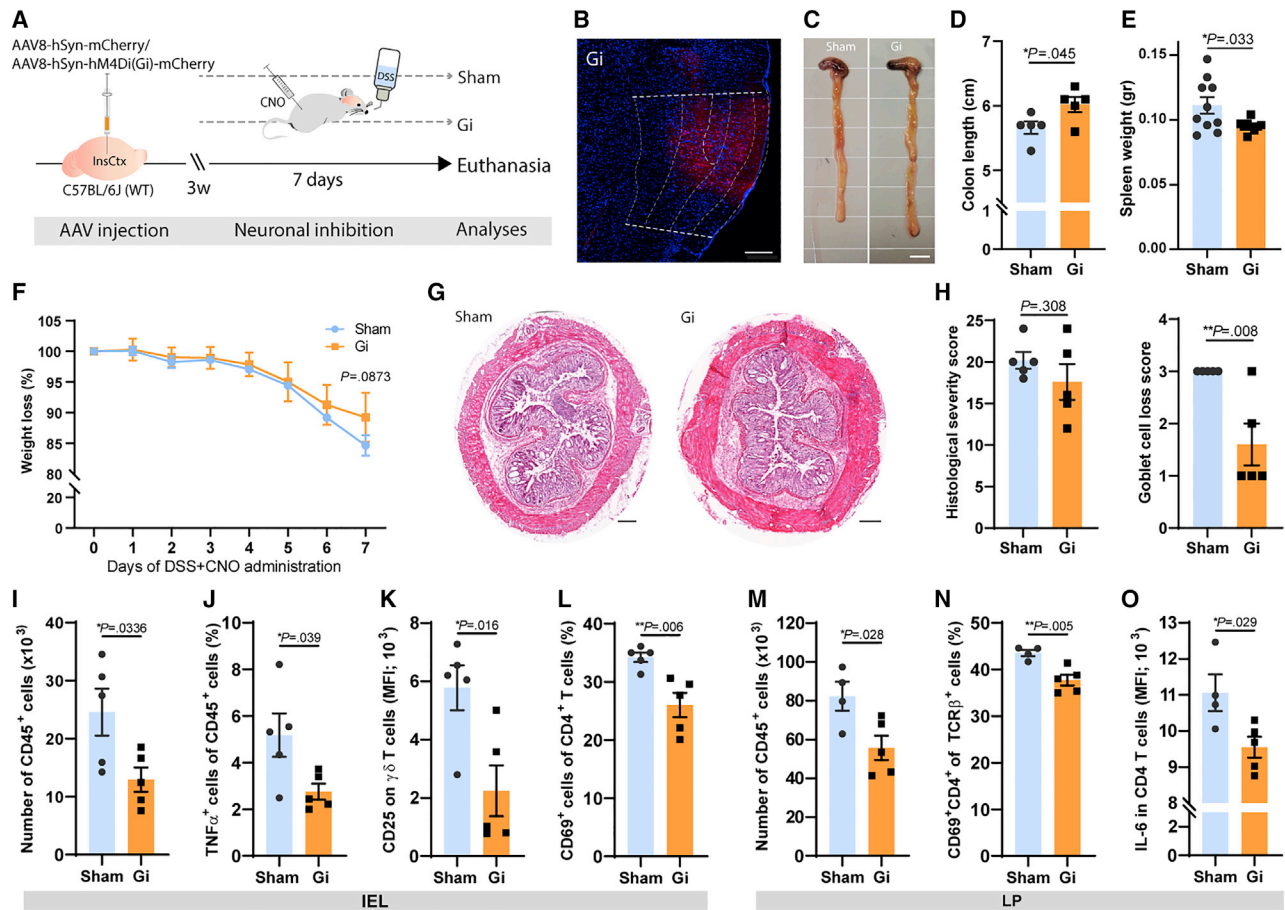 A
AAV8-hSyn-mCherry/
AAV8-hSyn-hM4Di(Gi)-mCherry
CNO
DSS
Sham
Gi
InsCtx
Euthanasia
C57BL/6J (WT)
3w
7 days
AAV injection
Neuronal inhibition
Analyses
B
Gi
C
Sham
Gi
D
*P=.045
Colon length (cm)
6
5
1
0
Sham
Gi
E
*P=.033
Spleen weight (gr)
0.15
0.10
0.05
0.00
Sham
Gi
F
Weight loss (%)
105
100
95
90
85
80
20
0
Sham
Gi
P=.0873
0 1 2 3 4 5 6 7
Days of DSS+CNO administration
G
Sham
Gi
H
P=.308
Histological severity score
25
20
15
10
5
0
Sham
Gi
**P=.008
Goblet cell loss score
4
3
2
1
0
Sham
Gi
I
*P=.0336
Number of CD45⁺ cells (x10³)
40
30
20
10
0
Sham
Gi
J
*P=.039
TNFα⁺ cells of CD45⁺ cells (%)
10
8
6
4
2
0
Sham
Gi
K
*P=.016
CD25 on γδ T cells (MFI; 10³)
8
6
4
2
0
Sham
Gi
L
**P=.006
CD69⁺ cells of CD4⁺ T cells (%)
40
30
20
10
0
Sham
Gi
IEL
M
*P=.028
Number of CD45⁺ cells (x10³)
120
100
80
60
40
20
0
Sham
Gi
N
**P=.005
CD69⁺CD4⁺ of TCRβ⁺ cells (%)
50
40
30
20
10
0
Sham
Gi
O
*P=.029
IL-6 in CD4 T cells (MFI; 10³)
13
12
11
10
9
8
2
0
Sham
Gi
LP